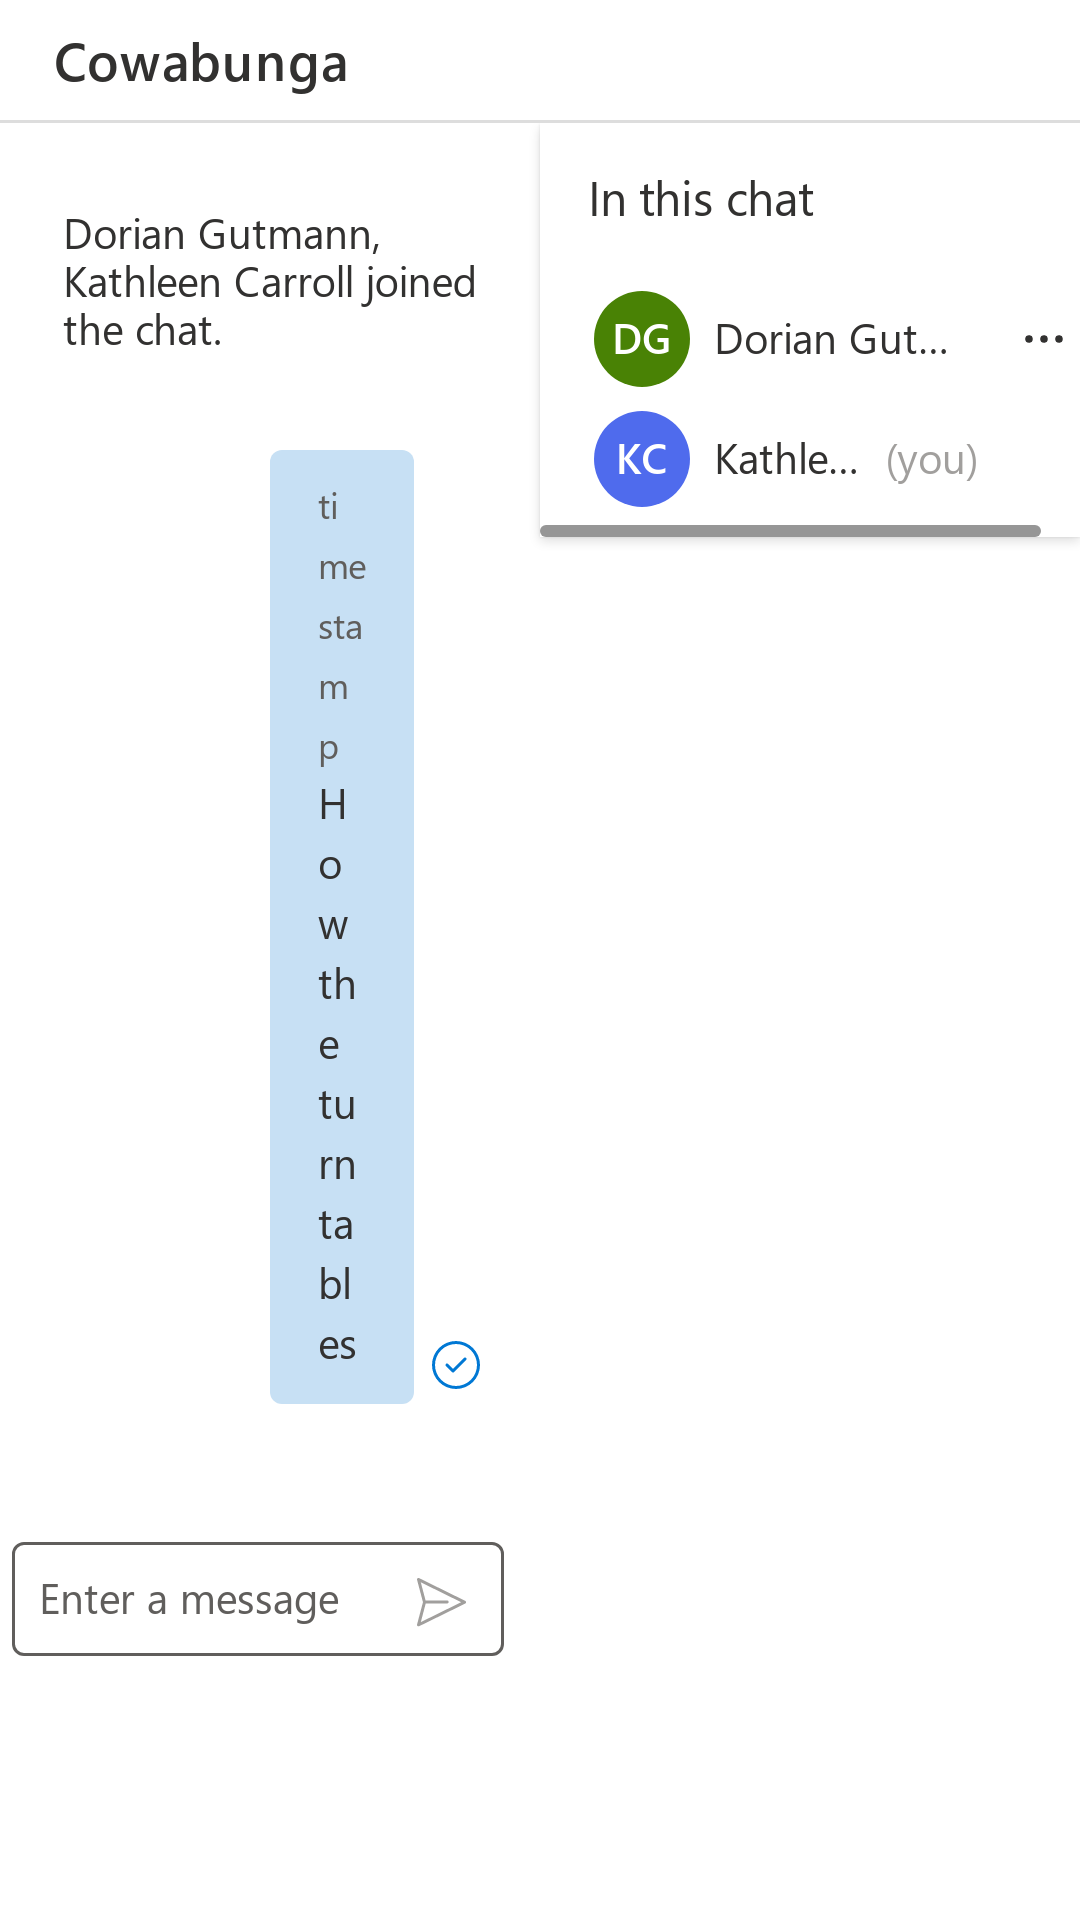 Cowabunga
Dorian Gutmann,
Kathleen Carroll joined
the chat.
In this chat
DG Dorian Gut...
KC Kathle... (you)
ti
me
sta
m
p
H
o
w
th
e
tu
rn
ta
bl
es
Enter a message